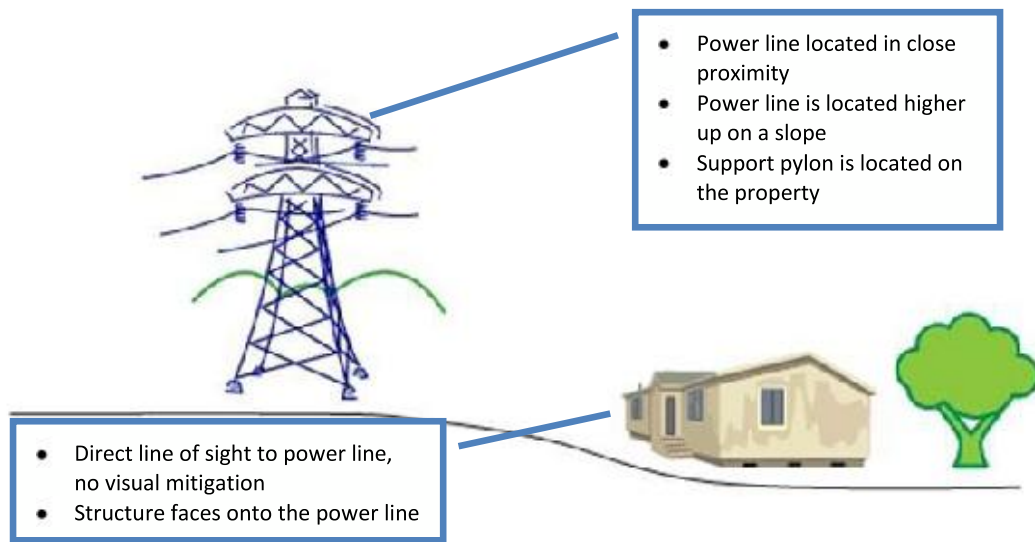 • Power line located in close
proximity
• Power line is located higher
up on a slope
• Support pylon is located on
the property
• Direct line of sight to power line,
no visual mitigation
• Structure faces onto the power line